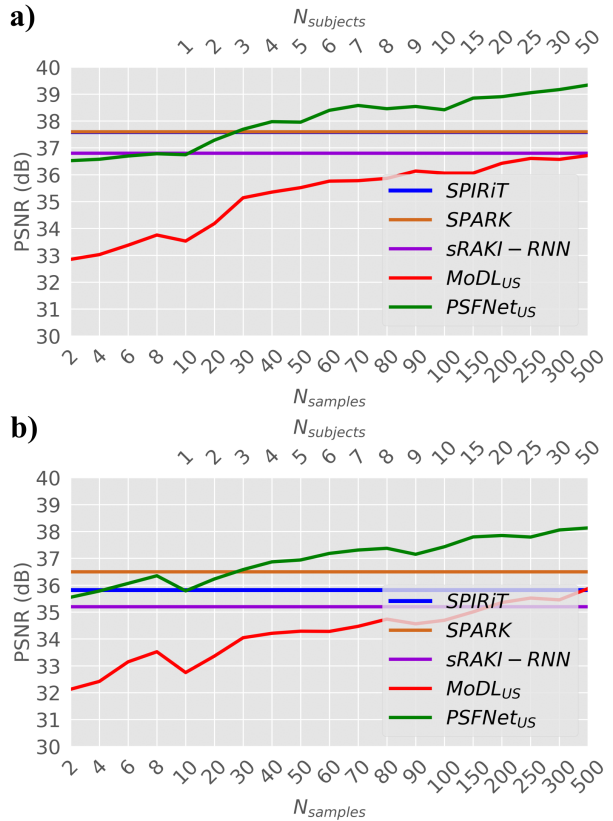 a)
N_subjects
1 2 3 4 5 6 7 8 9 10 15 20 25 30 50
40
39
38
37
36
35
34
33
32
31
30
PSNR (dB)
SPIRiT
SPARK
sRAKI − RNN
MoDL_US
PSFNet_US
2 4 6 8 10 20 30 40 50 60 70 80 90 100 150 200 250 300 500
N_samples
b)
N_subjects
1 2 3 4 5 6 7 8 9 10 15 20 25 30 50
40
39
38
37
36
35
34
33
32
31
30
PSNR (dB)
SPIRiT
SPARK
sRAKI − RNN
MoDL_US
PSFNet_US
2 4 6 8 10 20 30 40 50 60 70 80 90 100 150 200 250 300 500
N_samples